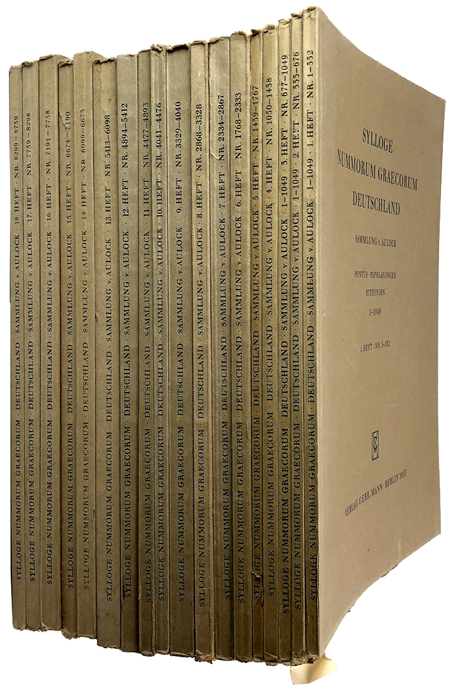 SYLLOGE NUMMORUM GRAECORUM DEUTSCHLAND SAMMLUNG v. AULOCK 18. HEFT NR. 8299–8739
SYLLOGE NUMMORUM GRAECORUM DEUTSCHLAND SAMMLUNG v. AULOCK 17. HEFT · NR. 7759–8298
SYLLOGE NUMMORUM GRAECORUM DEUTSCHLAND SAMMLUNG v. AULOCK 16. HEFT · NR. 7191–7758
SYLLOGE NUMMORUM GRAECORUM DEUTSCHLAND SAMMLUNG v. AULOCK 15. HEFT · NR. 6674–7190
SYLLOGE NUMMORUM GRAECORUM DEUTSCHLAND SAMMLUNG v. AULOCK 14. HEFT · NR. 6099–6673
SYLLOGE NUMMORUM GRAECORUM DEUTSCHLAND SAMMLUNG v. AULOCK 13. HEFT · NR. 5413–6098
SYLLOGE NUMMORUM GRAECORUM DEUTSCHLAND SAMMLUNG v. AULOCK 12. HEFT · NR. 4894–5412
SYLLOGE NUMMORUM GRAECORUM DEUTSCHLAND SAMMLUNG v. AULOCK 11. HEFT · NR. 4477–4893
SYLLOGE NUMMORUM GRAECORUM DEUTSCHLAND SAMMLUNG v. AULOCK 10. HEFT · NR. 4041–4476
SYLLOGE NUMMORUM GRAECORUM DEUTSCHLAND SAMMLUNG v. AULOCK 9. HEFT · NR. 3329–4040
SYLLOGE NUMMORUM GRAECORUM DEUTSCHLAND SAMMLUNG v. AULOCK 8. HEFT · NR. 2868–3328
SYLLOGE NUMMORUM GRAECORUM DEUTSCHLAND SAMMLUNG v. AULOCK 7. HEFT · NR. 2334–2867
SYLLOGE NUMMORUM GRAECORUM DEUTSCHLAND SAMMLUNG v. AULOCK 6. HEFT · NR. 1768–2333
SYLLOGE NUMMORUM GRAECORUM DEUTSCHLAND SAMMLUNG v. AULOCK 5. HEFT · NR. 1439–1767
SYLLOGE NUMMORUM GRAECORUM DEUTSCHLAND SAMMLUNG v. AULOCK 4. HEFT · NR. 1050–1438
SYLLOGE NUMMORUM GRAECORUM DEUTSCHLAND SAMMLUNG v. AULOCK 1–1049 3. HEFT · NR. 677–1049
SYLLOGE NUMMORUM GRAECORUM DEUTSCHLAND · SAMMLUNG v. AULOCK 1–1049 · 2. HEFT · NR. 333–676
SYLLOGE NUMMORUM GRAECORUM DEUTSCHLAND · SAMMLUNG v. AULOCK 1–1049 · 1. HEFT · NR. 1–332
SYLLOGE
NUMMORUM GRAECORUM
DEUTSCHLAND
SAMMLUNG v. AULOCK
PONTUS · PAPHLAGONIEN
BITHYNIEN
1–1049
1. HEFT NR. 1–332
VERLAG GEBR. MANN · BERLIN 1957